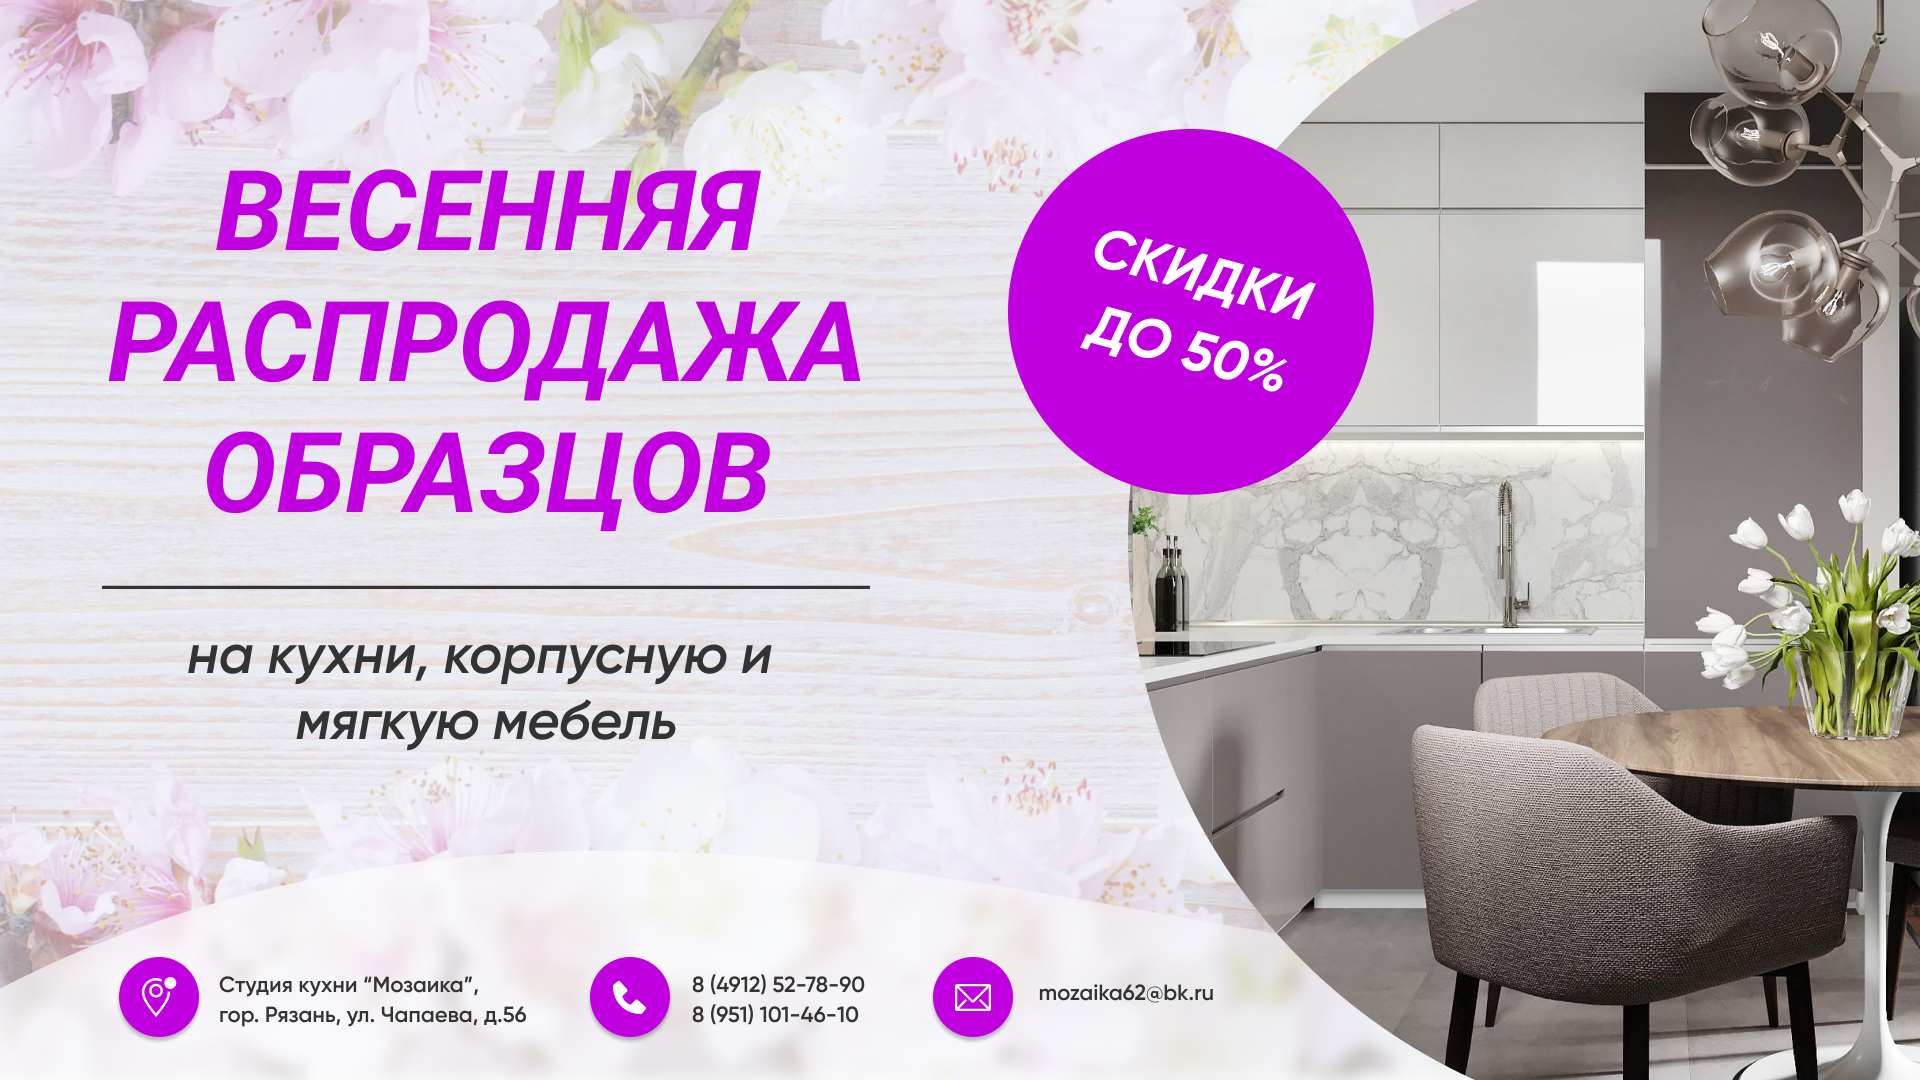 ВЕСЕННЯЯ
РАСПРОДАЖА
ОБРАЗЦОВ
СКИДКИ
ДО 50%
на кухни, корпусную и
мягкую мебель
Студия кухни “Мозаика”,
гор. Рязань, ул. Чапаева, д.56
8 (4912) 52-78-90
8 (951) 101-46-10
mozaika62@bk.ru